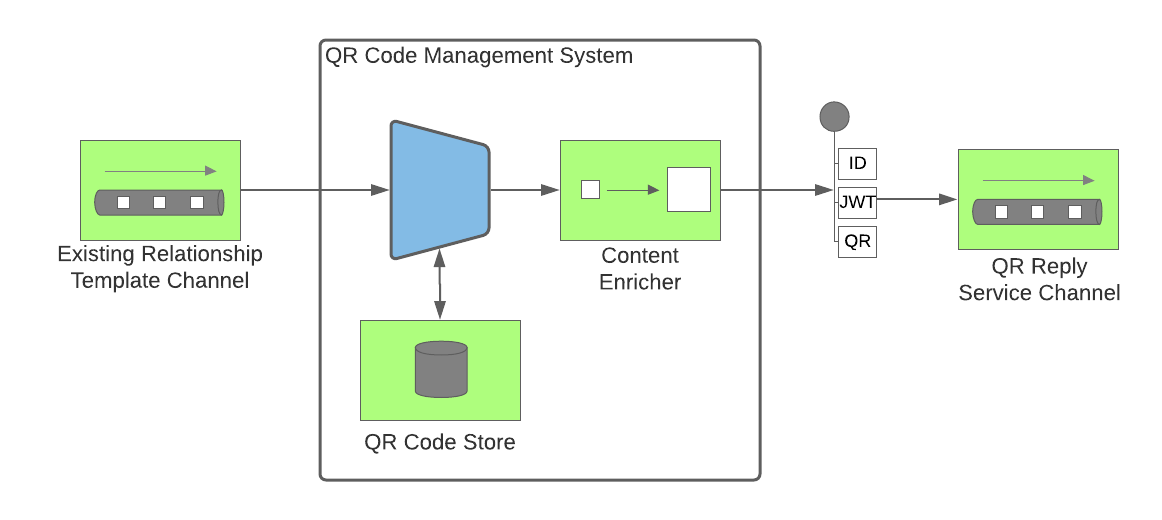 QR Code Management System
Existing Relationship
Template Channel
Content
Enricher
QR Code Store
ID
JWT
QR
QR Reply
Service Channel